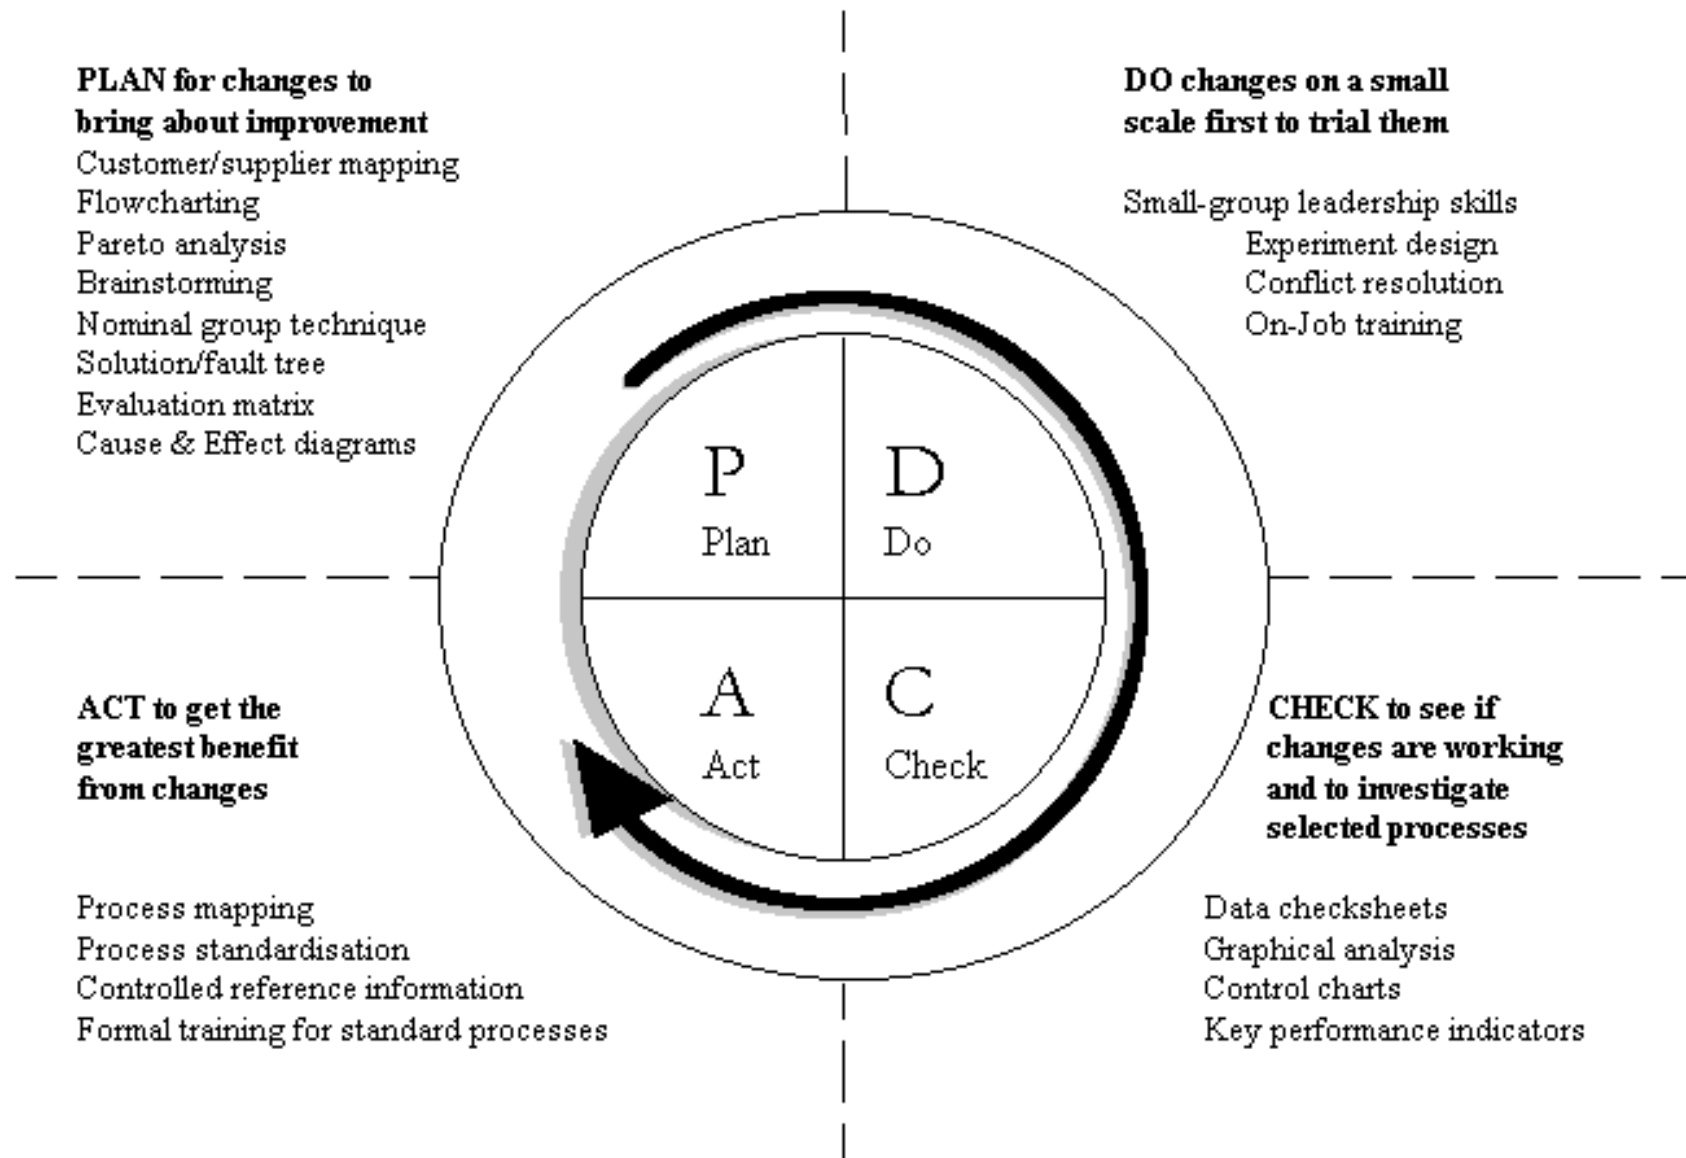 PLAN for changes to
bring about improvement
Customer/supplier mapping
Flowcharting
Pareto analysis
Brainstorming
Nominal group technique
Solution/fault tree
Evaluation matrix
Cause & Effect diagrams
DO changes on a small
scale first to trial them
Small-group leadership skills
Experiment design
Conflict resolution
On-Job training
P
Plan
D
Do
A
Act
C
Check
ACT to get the
greatest benefit
from changes
Process mapping
Process standardisation
Controlled reference information
Formal training for standard processes
CHECK to see if
changes are working
and to investigate
selected processes
Data checksheets
Graphical analysis
Control charts
Key performance indicators